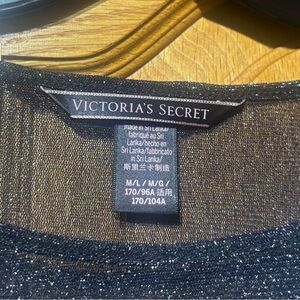 VICTORIA'S SECRET
made in Sri Lanka/
fabriqué au Sri
Lanka/hecho en
Sri Lanka/fabbricato
in Sri Lanka/
斯里兰卡制造
M/L / M/G /
170/96A 适用
170/104A